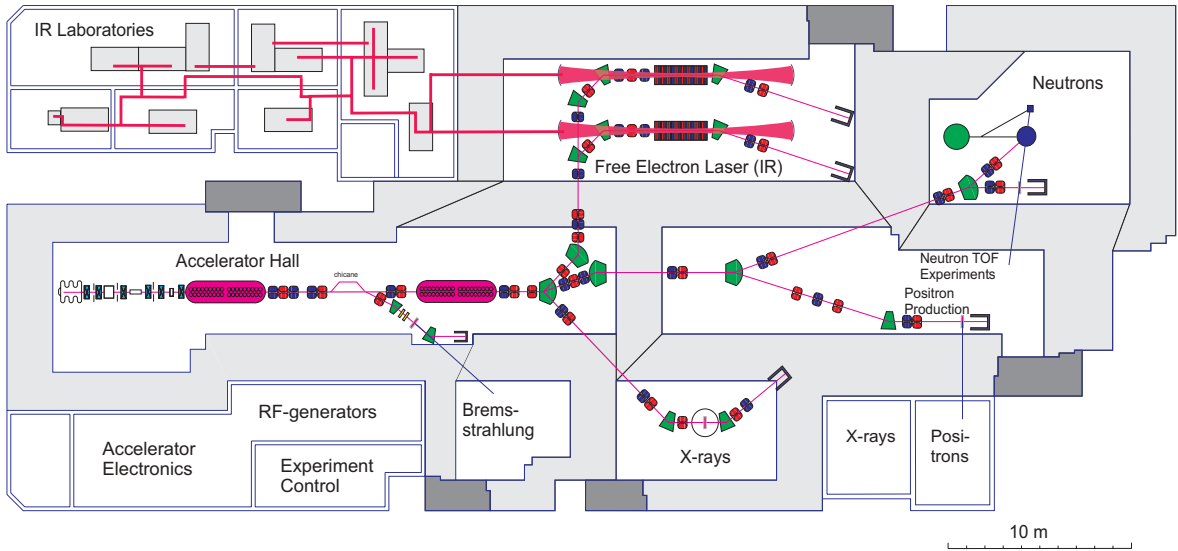 IR Laboratories
Neutrons
Free Electron Laser (IR)
Accelerator Hall
chicane
Neutron TOF
Experiments
Positron
Production
RF-generators
Accelerator
Electronics
Experiment
Control
Brems-
strahlung
X-rays
X-rays
Posi-
trons
10 m